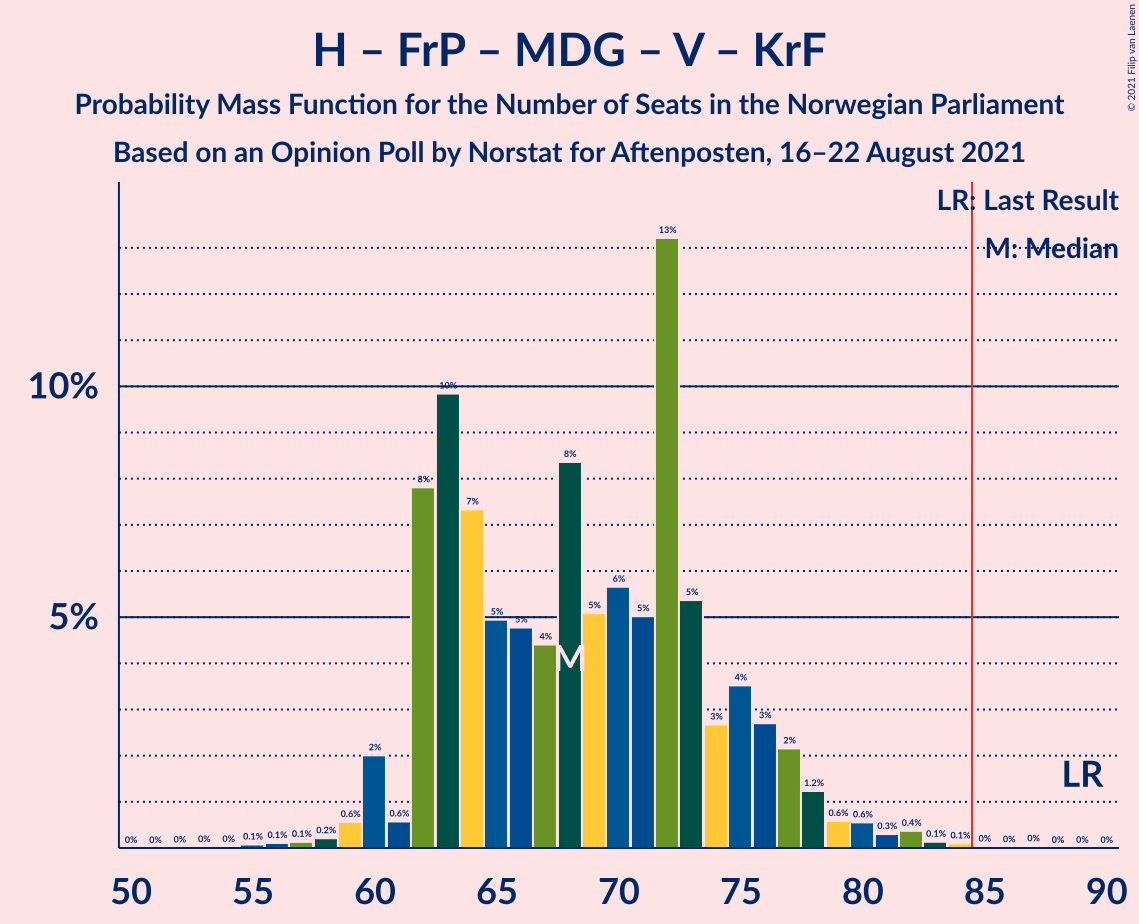 H – FrP – MDG – V – KrF
Probability Mass Function for the Number of Seats in the Norwegian Parliament
Based on an Opinion Poll by Norstat for Aftenposten, 16–22 August 2021
© 2021 Filip van Laenen
LR: Last Result
M: Median
10%
5%
0% 0% 0% 0% 0% 0.1% 0.1% 0.1% 0.2% 0.6% 2% 0.6% 8% 10% 7% 5% 5% 4% 8% 5% 6% 5% 13% 5% 3% 4% 3% 2% 1.2% 0.6% 0.6% 0.3% 0.4% 0.1% 0.1% 0% 0% 0% 0% 0% 0%
M
LR
50 55 60 65 70 75 80 85 90